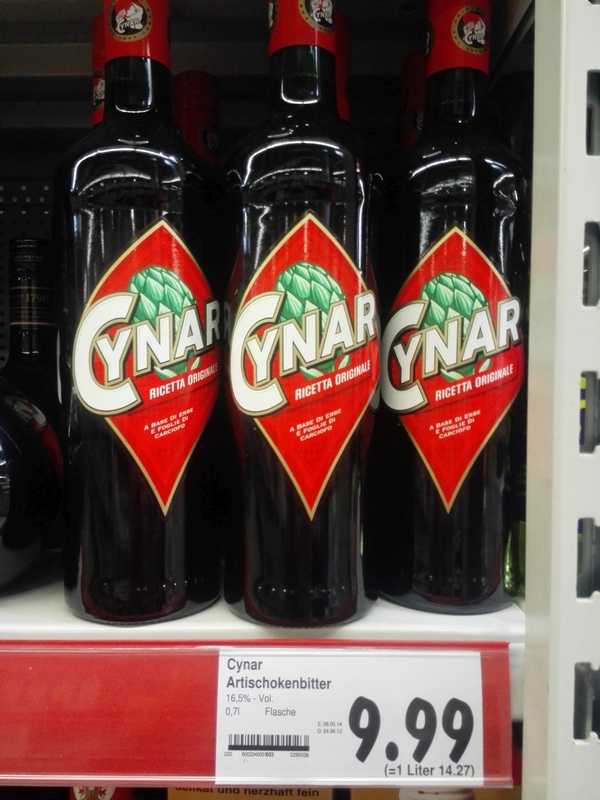 CYNAR
RICETTA ORIGINALE
A BASE DI ERBE
E FOGLIE DI
CARCIOFO
CYNAR
RICETTA ORIGINALE
A BASE DI ERBE
E FOGLIE DI
CARCIOFO
CYNAR
RICETTA ORIGINALE
A BASE DI ERBE
E FOGLIE DI
CARCIOFO
Cynar
Artischokenbitter
16,5% - Vol.
0,7l Flasche
9.99
(=1 Liter 14.27)
delikat und herzhaft fein